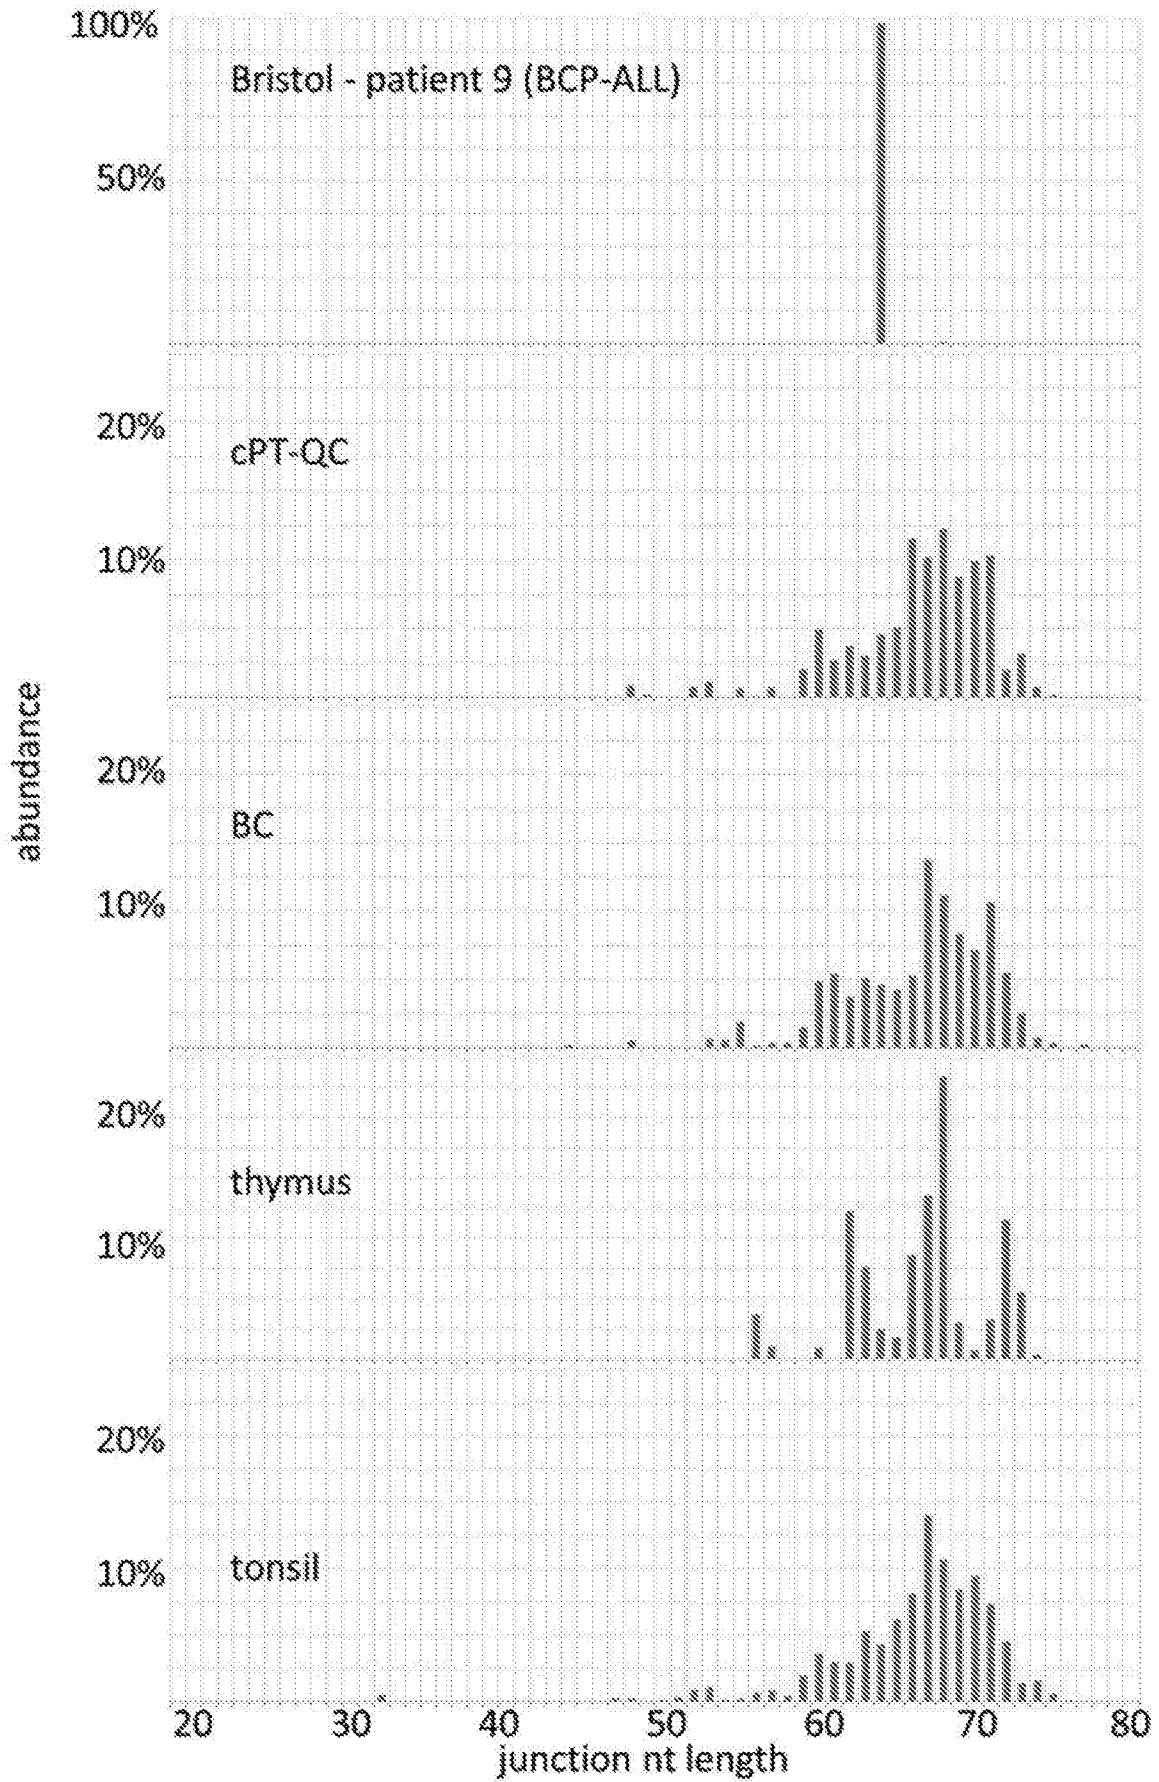 100%
Bristol - patient 9 (BCP-ALL)
50%
20%
cPT-QC
10%
abundance
20%
BC
10%
20%
thymus
10%
20%
10%
tonsil
20 30 40 50 60 70 80
junction nt length